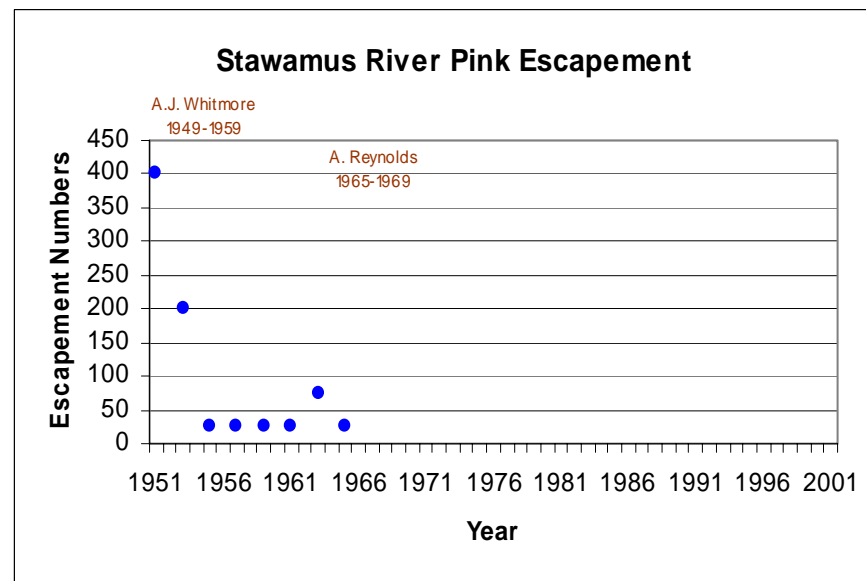 Stawamus River Pink Escapement
A.J. Whitmore
1949-1959
A. Reynolds
1965-1969
Escapement Numbers
450
400
350
300
250
200
150
100
50
0
1951 1956 1961 1966 1971 1976 1981 1986 1991 1996 2001
Year